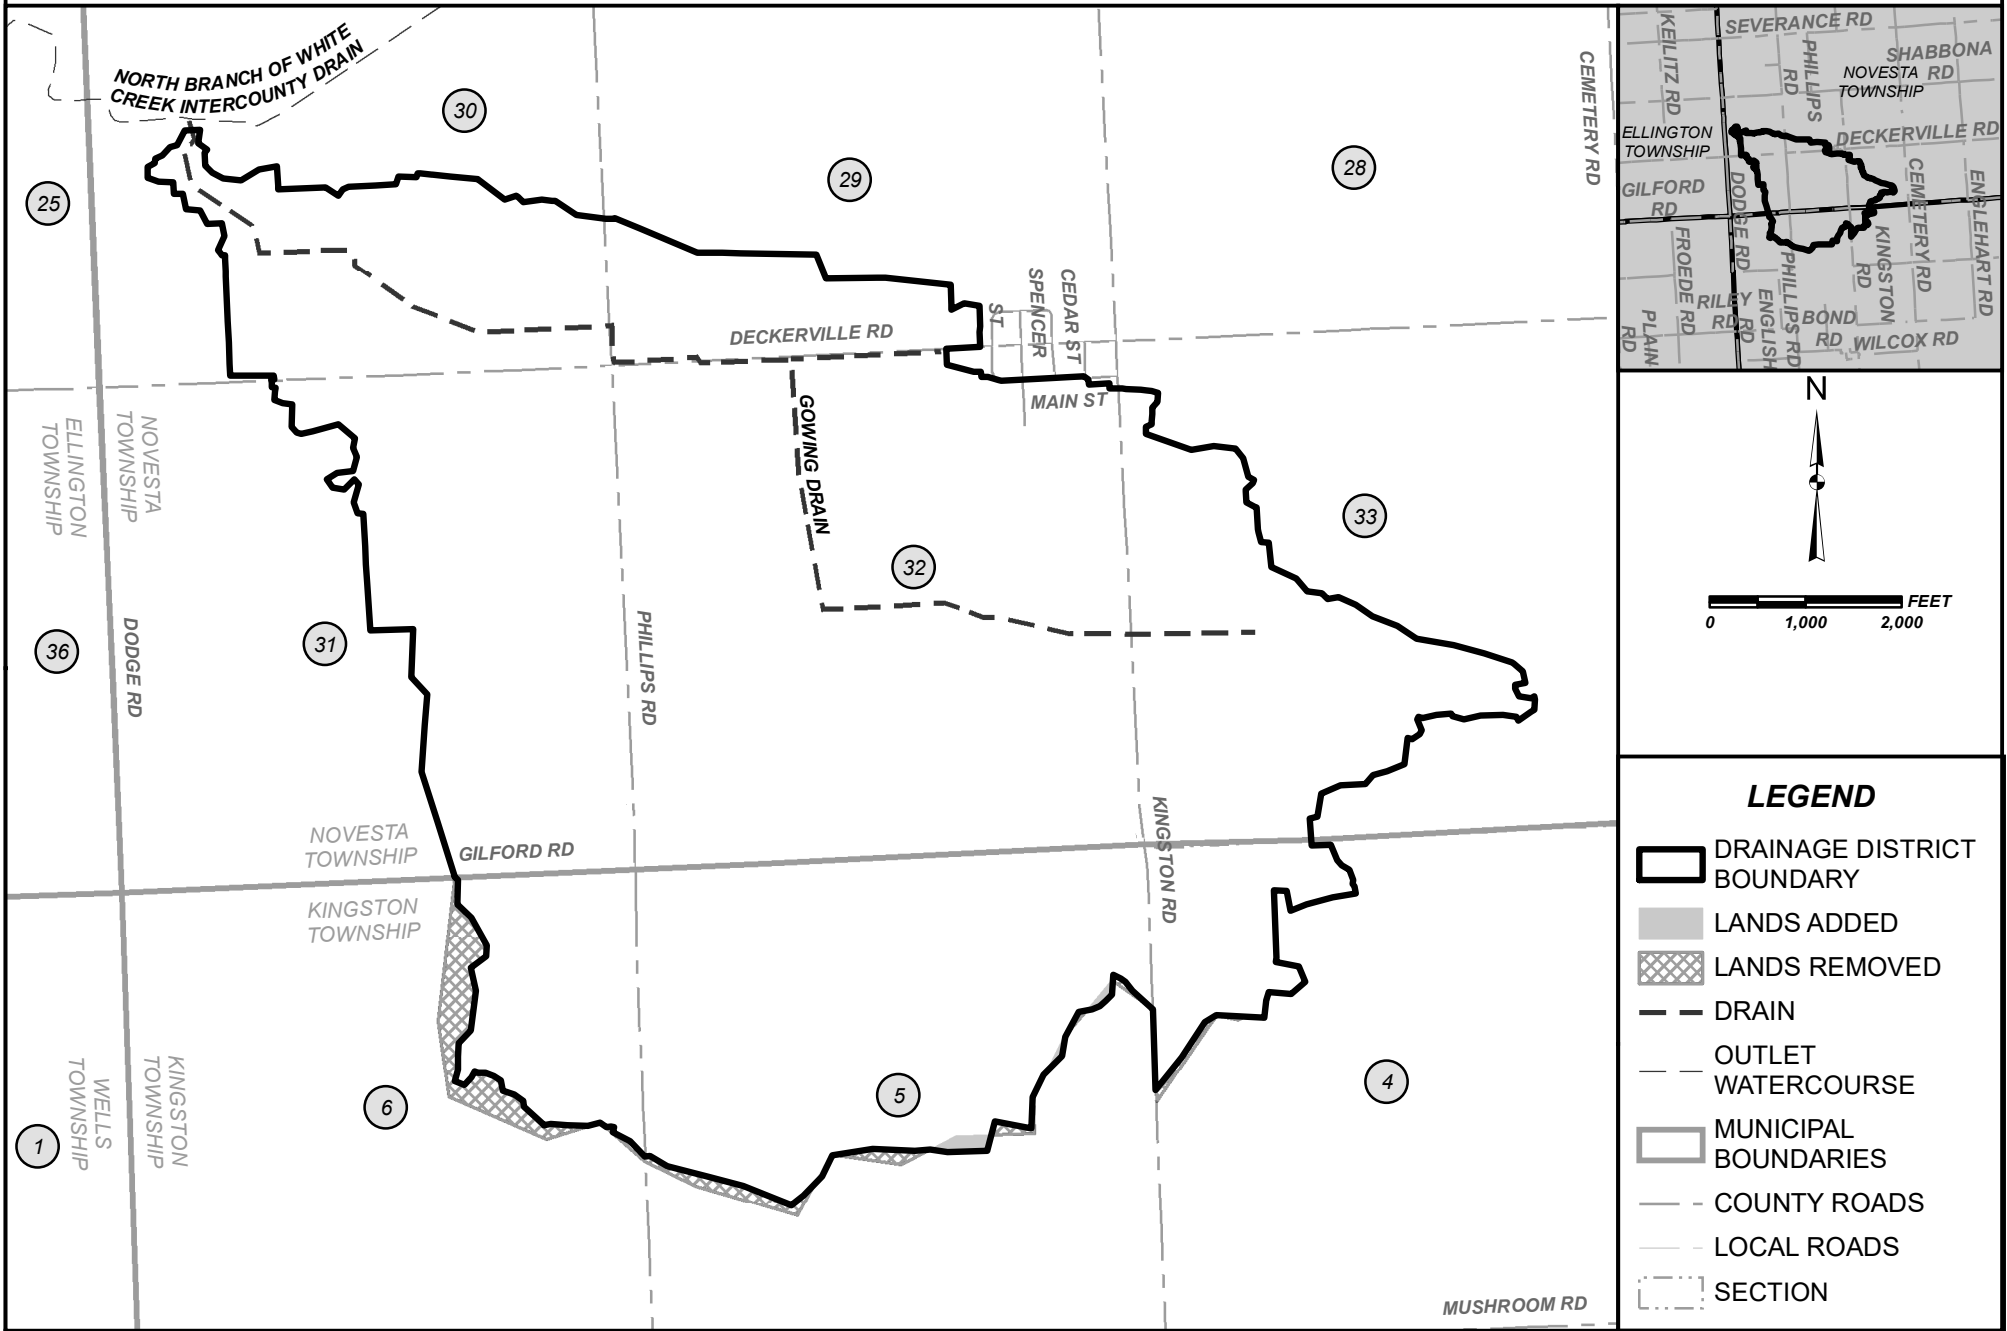 NORTH BRANCH OF WHITE
CREEK INTERCOUNTY DRAIN
30
29
28
25
CEMETERY RD
ST
SPENCER
CEDAR ST
DECKERVILLE RD
MAIN ST
GOWING DRAIN
ELLINGTON
TOWNSHIP
NOVESTA
TOWNSHIP
33
32
31
36
DODGE RD
PHILLIPS RD
KINGSTON RD
NOVESTA
TOWNSHIP
GILFORD RD
KINGSTON
TOWNSHIP
WELLS
TOWNSHIP
KINGSTON
TOWNSHIP
6
5
4
1
MUSHROOM RD
KEILITZ RD
SEVERANCE RD
PHILLIPS
RD
SHABBONA
RD
NOVESTA
TOWNSHIP
ELLINGTON
TOWNSHIP
DECKERVILLE RD
GILFORD
RD
DODGE RD
CEMETERY RD
ENGLEHART RD
FROEDE RD
PHILLIPS RD
KINGSTON
RD
RILEY
RD
ENGLISH
RD
BOND
RD
WILCOX RD
PLAIN
RD
N
FEET
0
1,000
2,000
LEGEND
DRAINAGE DISTRICT
BOUNDARY
LANDS ADDED
LANDS REMOVED
DRAIN
OUTLET
WATERCOURSE
MUNICIPAL
BOUNDARIES
COUNTY ROADS
LOCAL ROADS
SECTION